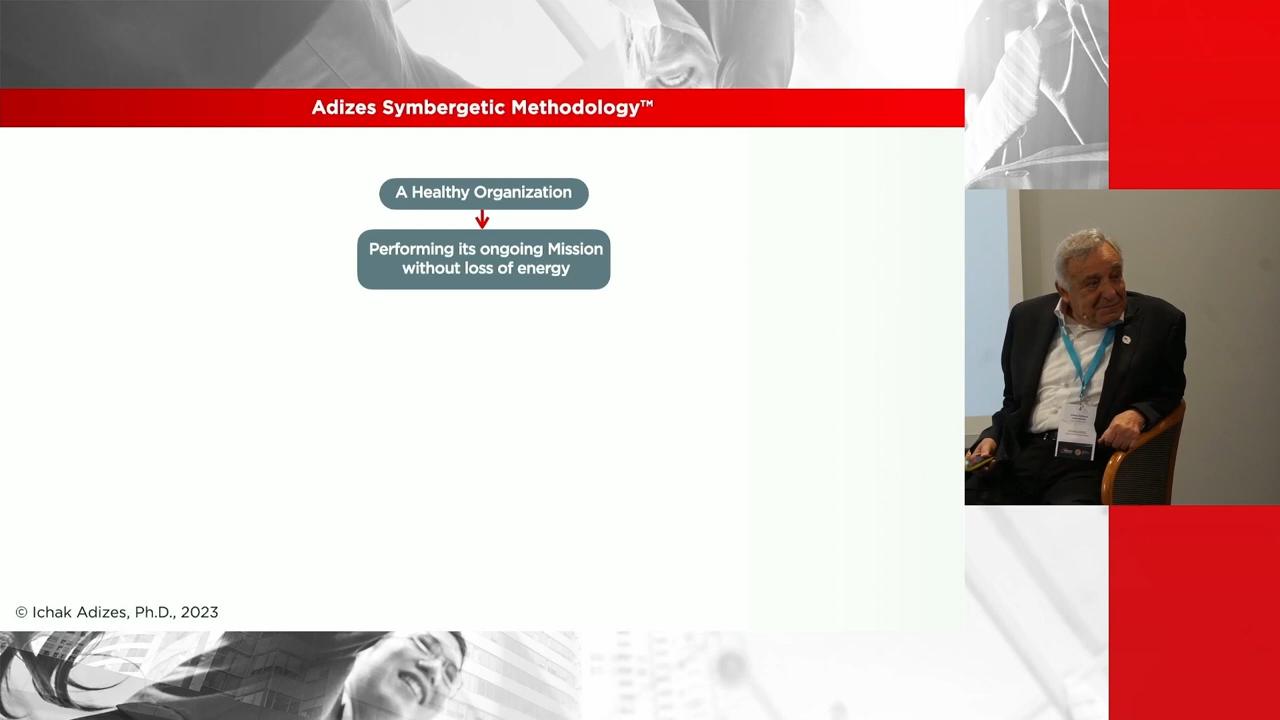 Adizes Symbergetic Methodology™
A Healthy Organization
Performing its ongoing Mission
without loss of energy
© Ichak Adizes, Ph.D., 2023